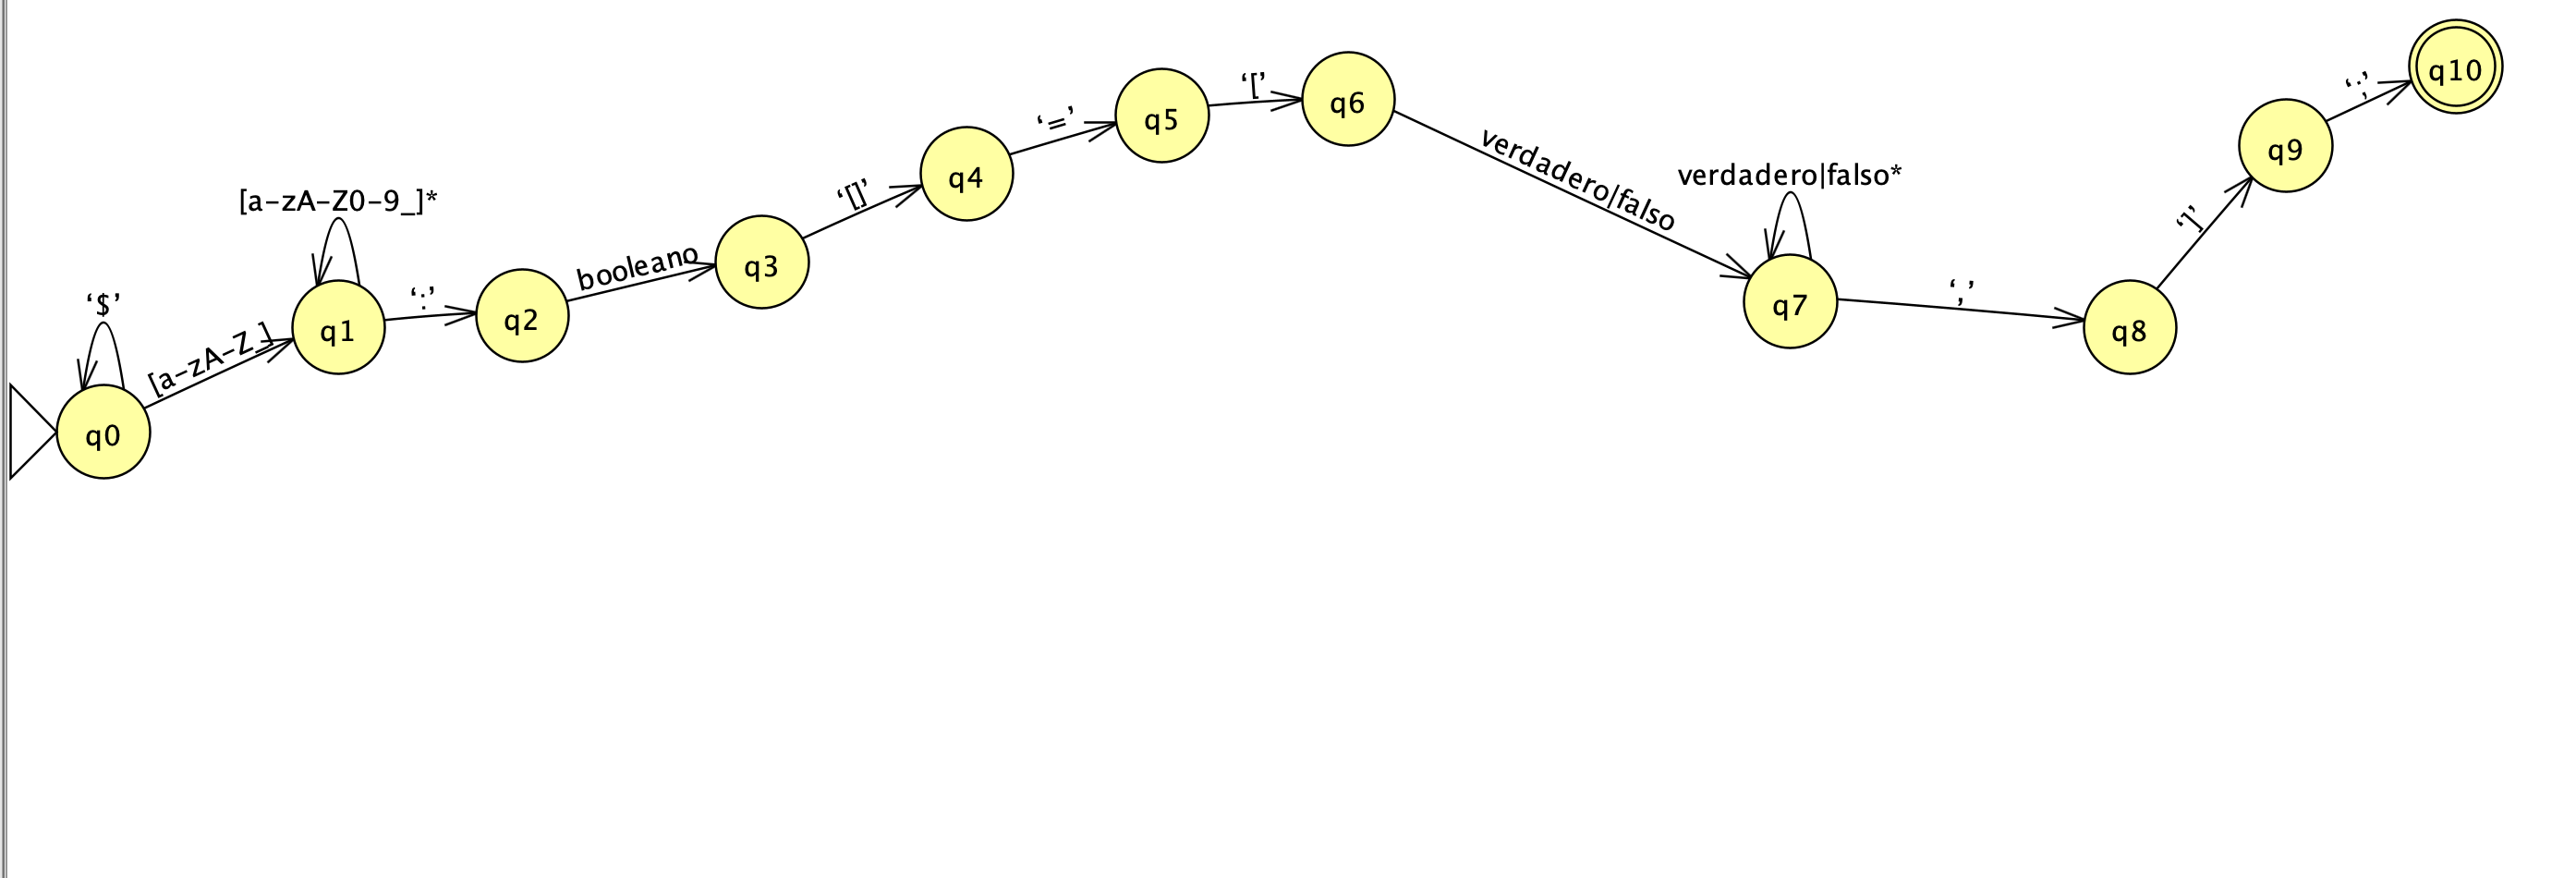 ‘$’
q0
[a-zA-Z_]
[a-zA-Z0-9_]*
q1
‘:’
q2
booleano
q3
‘[]’
q4
‘=’
q5
‘[’
q6
verdadero|falso
verdadero|falso*
q7
‘,’
q8
‘]’
q9
‘;’
q10